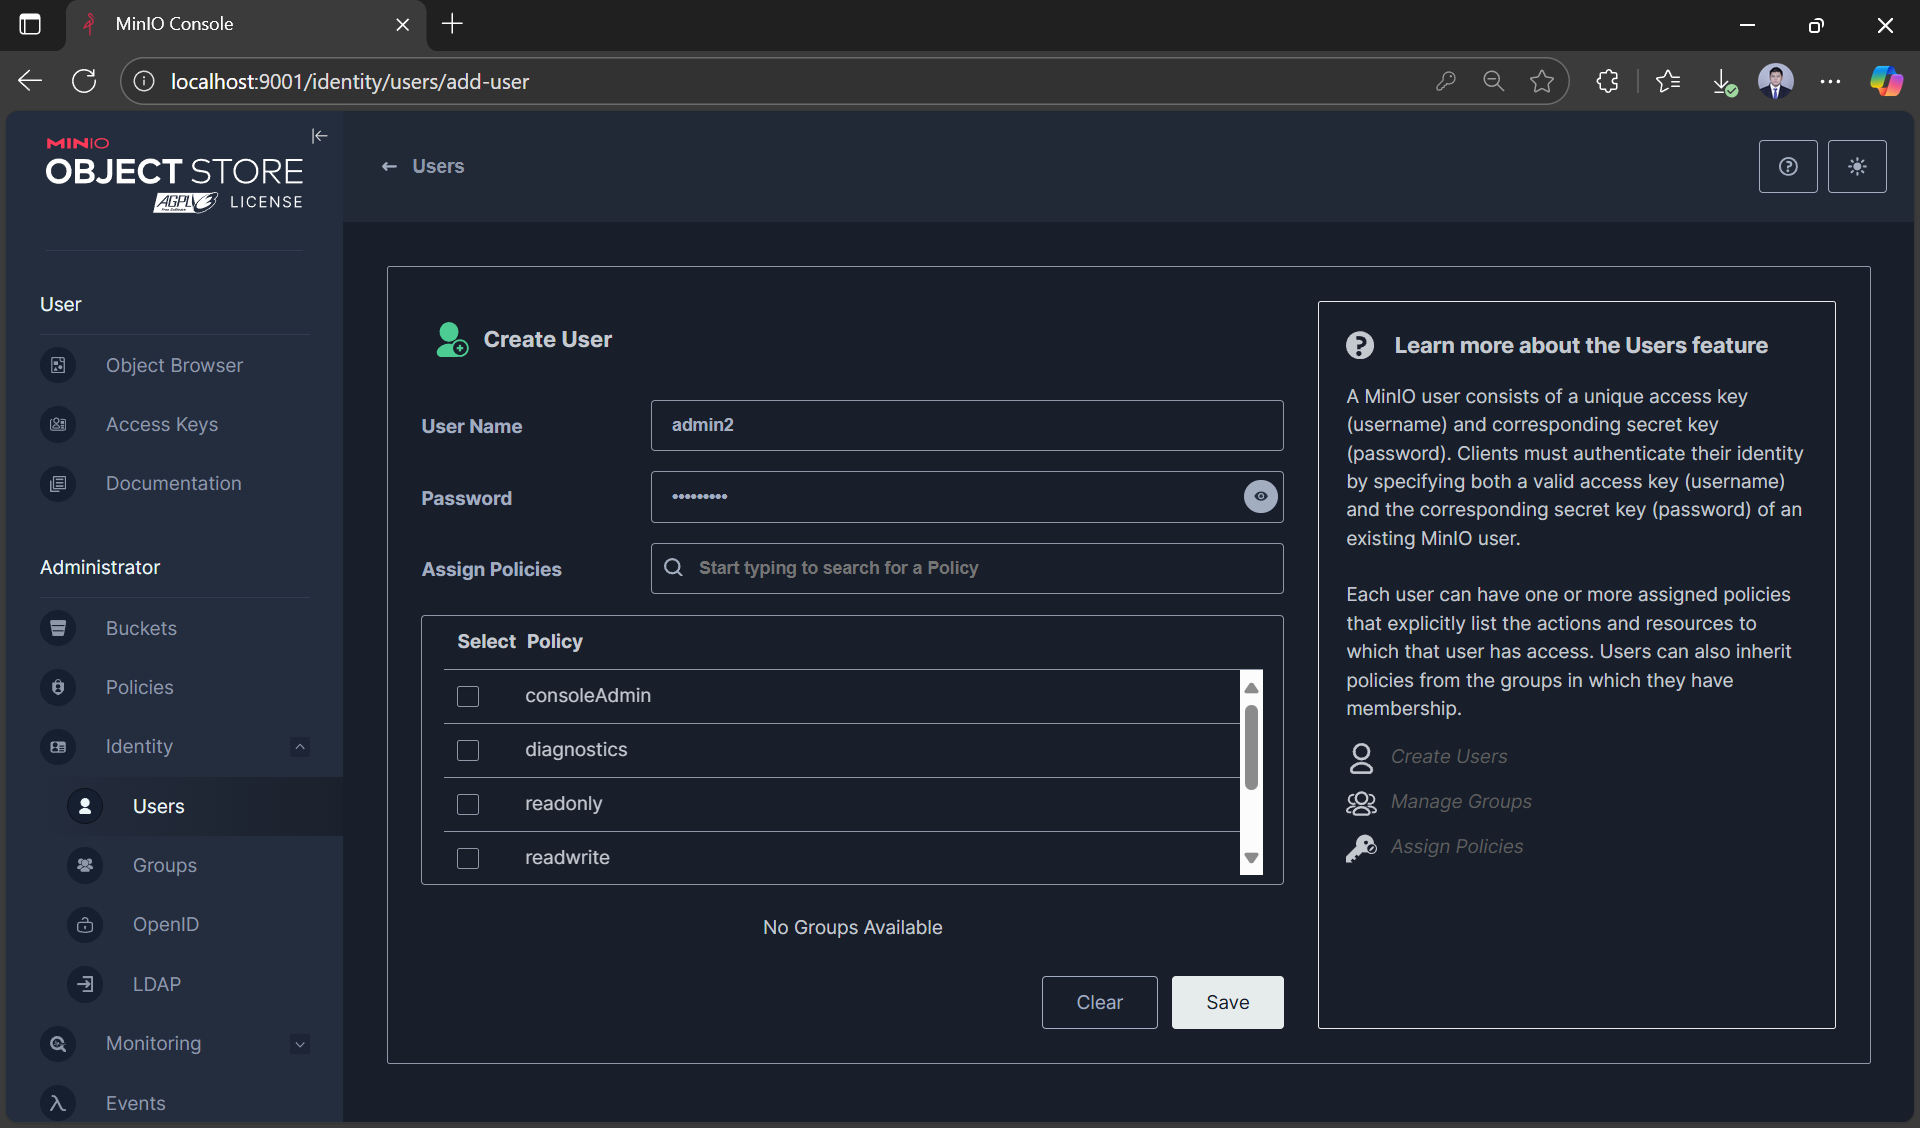 MinIO Console
localhost:9001/identity/users/add-user
MINIO
OBJECT STORE
AGPL v3 LICENSE
Free Software
User
Object Browser
Access Keys
Documentation
Administrator
Buckets
Policies
Identity
Users
Groups
OpenID
LDAP
Monitoring
Events
Users
Create User
User Name
admin2
Password
•••••••••
Assign Policies
Start typing to search for a Policy
Select Policy
consoleAdmin
diagnostics
readonly
readwrite
No Groups Available
Clear
Save
Learn more about the Users feature
A MinIO user consists of a unique access key
(username) and corresponding secret key
(password). Clients must authenticate their identity
by specifying both a valid access key (username)
and the corresponding secret key (password) of an
existing MinIO user.
Each user can have one or more assigned policies
that explicitly list the actions and resources to
which that user has access. Users can also inherit
policies from the groups in which they have
membership.
Create Users
Manage Groups
Assign Policies